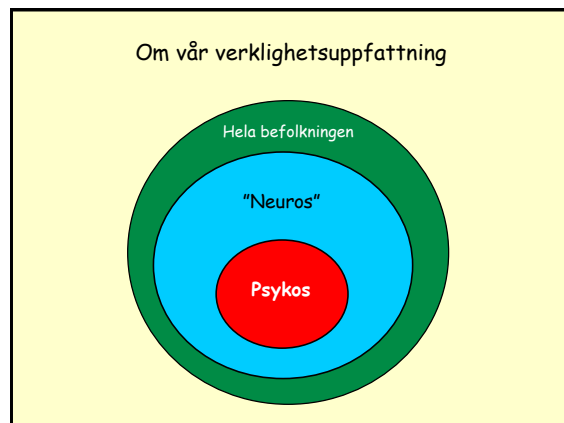 Om vår verklighetsuppfattning
Hela befolkningen
”Neuros”
Psykos